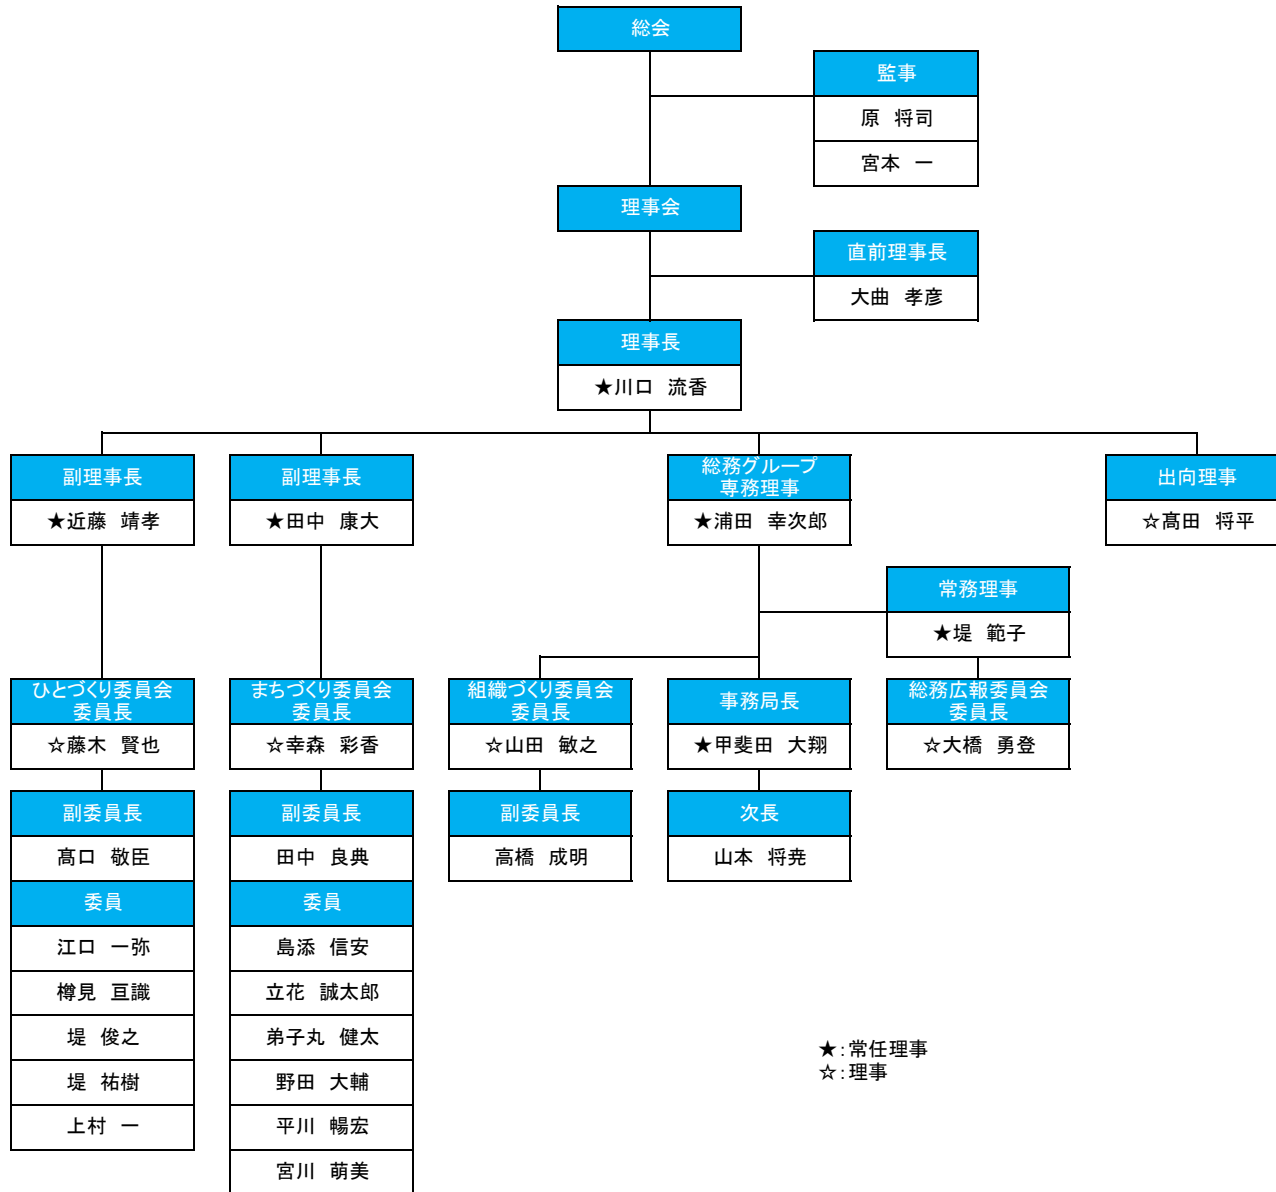 総会
監事
原 将司
宮本 一
理事会
直前理事長
大曲 孝彦
理事長
★川口 流香
副理事長
★近藤 靖孝
副理事長
★田中 康大
総務グループ
専務理事
★浦田 幸次郎
出向理事
☆髙田 将平
常務理事
★堤 範子
ひとづくり委員会
委員長
☆藤木 賢也
まちづくり委員会
委員長
☆幸森 彩香
組織づくり委員会
委員長
☆山田 敏之
事務局長
★甲斐田 大翔
総務広報委員会
委員長
☆大橋 勇登
副委員長
髙口 敬臣
委員
江口 一弥
樽見 亘識
堤 俊之
堤 祐樹
上村 一
副委員長
田中 良典
委員
島添 信安
立花 誠太郎
弟子丸 健太
野田 大輔
平川 暢宏
宮川 萌美
副委員長
高橋 成明
次長
山本 将尭
★：常任理事
☆：理事